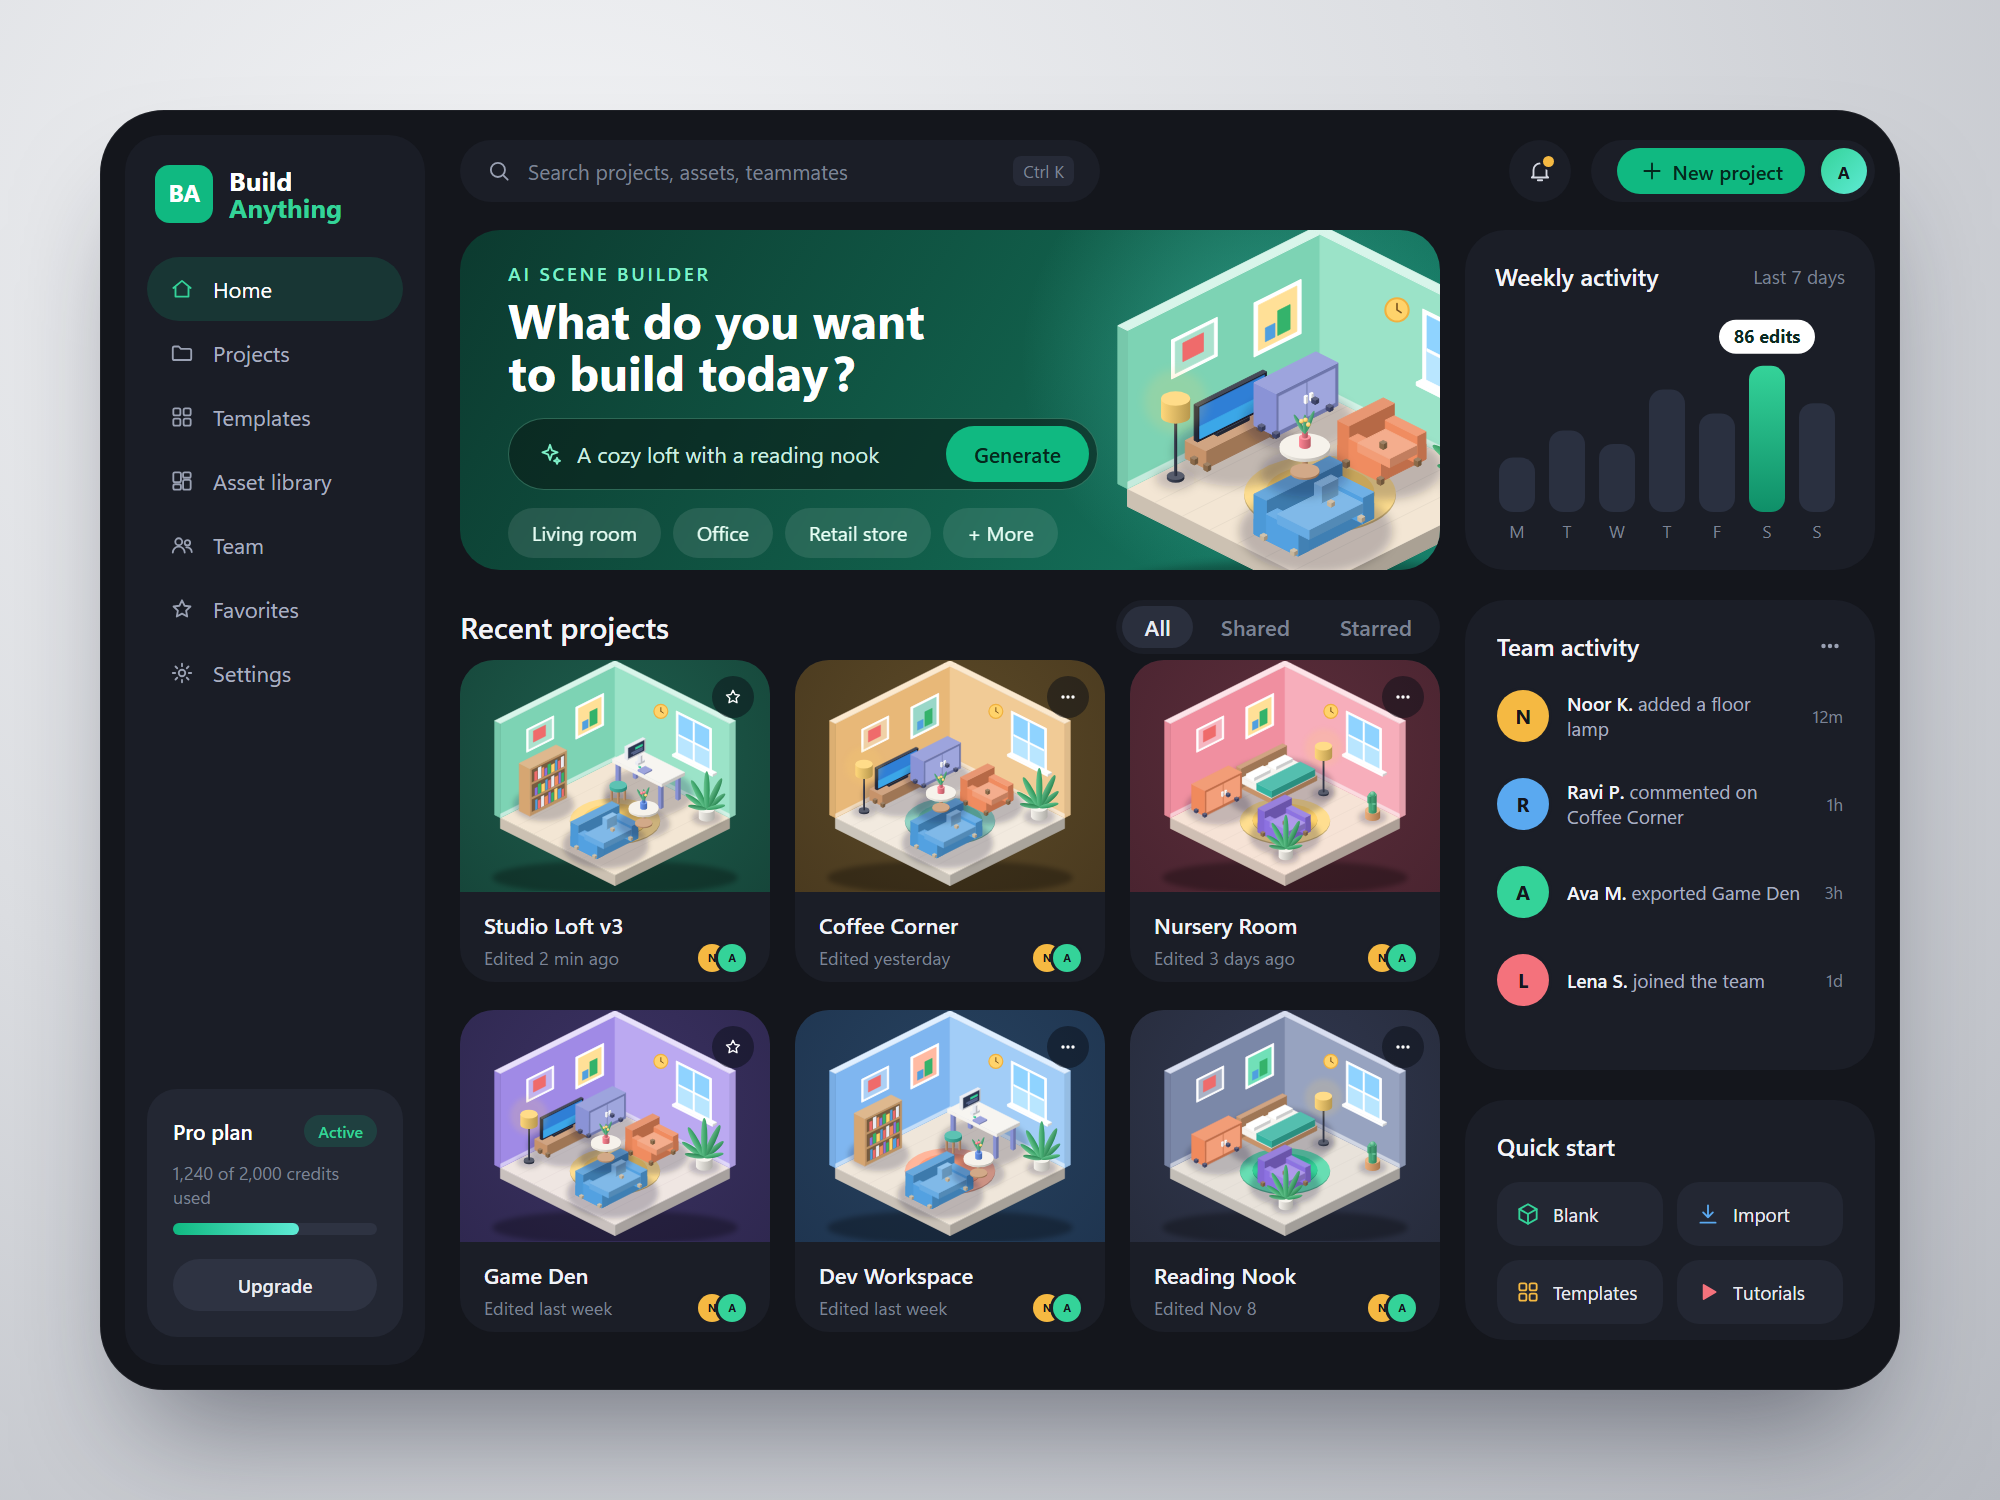 BA
Build
Anything
Home
Projects
Templates
Asset library
Team
Favorites
Settings
Pro plan
Active
1,240 of 2,000 credits
used
Upgrade
Search projects, assets, teammates
Ctrl K
New project
A
AI SCENE BUILDER
What do you want
to build today?
A cozy loft with a reading nook
Generate
Living room
Office
Retail store
+ More
Weekly activity
Last 7 days
86 edits
M T W T F S S
Recent projects
All
Shared
Starred
Studio Loft v3
Edited 2 min ago
N A
Coffee Corner
Edited yesterday
N A
Nursery Room
Edited 3 days ago
N A
Game Den
Edited last week
N A
Dev Workspace
Edited last week
N A
Reading Nook
Edited Nov 8
N A
Team activity
N
Noor K. added a floor
lamp
12m
R
Ravi P. commented on
Coffee Corner
1h
A
Ava M. exported Game Den
3h
L
Lena S. joined the team
1d
Quick start
Blank
Import
Templates
Tutorials